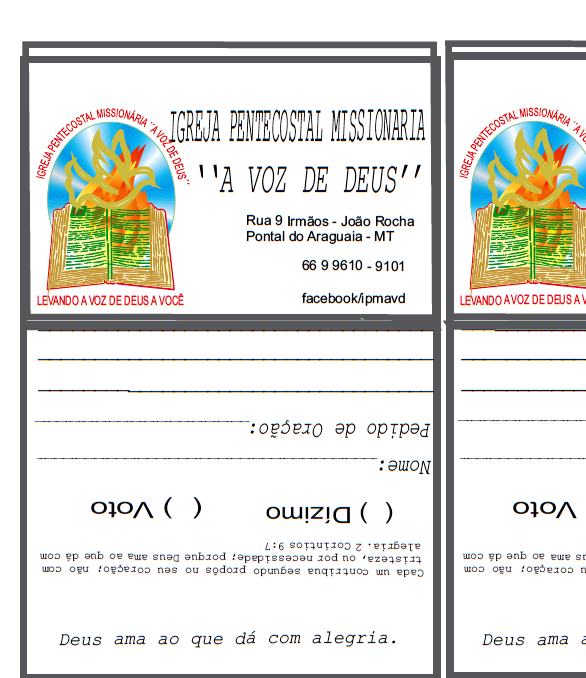 IGREJA PENTECOSTAL MISSIONÁRIA "A VOZ DE DEUS"
LEVANDO A VOZ DE DEUS A VOCÊ
IGREJA PENTECOSTAL MISSIONARIA
''A VOZ DE DEUS''
Rua 9 Irmãos - João Rocha
Pontal do Araguaia - MT
66 9 9610 - 9101
facebook/ipmavd
IGREJA PENTECOSTAL MISSIONÁRIA "A VOZ
LEVANDO A VOZ DE DEUS A
Deus ama ao que dá com alegria.
Cada um contribua segundo propôs no seu coração; não com
tristeza, ou por necessidade; porque Deus ama ao que dá com
alegria. 2 Coríntios 9:7
( ) Dízimo ( ) Voto
Nome:
Pedido de Oração:
Deus ama
coração; não com
ama ao que dá com
Voto